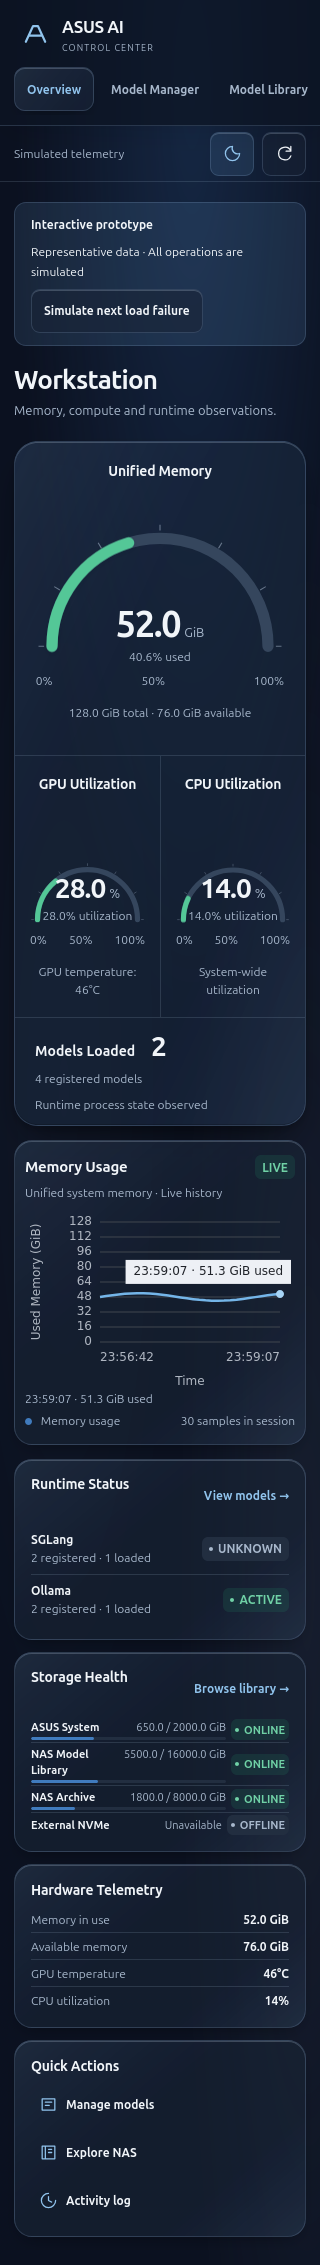 ASUS AI
CONTROL CENTER
Overview
Model Manager
Model Library
Simulated telemetry
Interactive prototype
Representative data · All operations are
simulated
Simulate next load failure
Workstation
Memory, compute and runtime observations.
Unified Memory
52.0 GiB
40.6% used
0% 50% 100%
128.0 GiB total · 76.0 GiB available
GPU Utilization
28.0 %
28.0% utilization
0% 50% 100%
GPU temperature:
46°C
CPU Utilization
14.0 %
14.0% utilization
0% 50% 100%
System-wide
utilization
Models Loaded 2
4 registered models
Runtime process state observed
Memory Usage
LIVE
Unified system memory · Live history
Used Memory (GiB)
128
112
96
80
64
48
32
16
0
23:59:07 · 51.3 GiB used
23:56:42 23:59:07
Time
23:59:07 · 51.3 GiB used
Memory usage
30 samples in session
Runtime Status
View models →
SGLang
2 registered · 1 loaded
UNKNOWN
Ollama
2 registered · 1 loaded
ACTIVE
Storage Health
Browse library →
ASUS System 650.0 / 2000.0 GiB ONLINE
NAS Model
Library
5500.0 / 16000.0 GiB ONLINE
NAS Archive 1800.0 / 8000.0 GiB ONLINE
External NVMe Unavailable OFFLINE
Hardware Telemetry
Memory in use 52.0 GiB
Available memory 76.0 GiB
GPU temperature 46°C
CPU utilization 14%
Quick Actions
Manage models
Explore NAS
Activity log